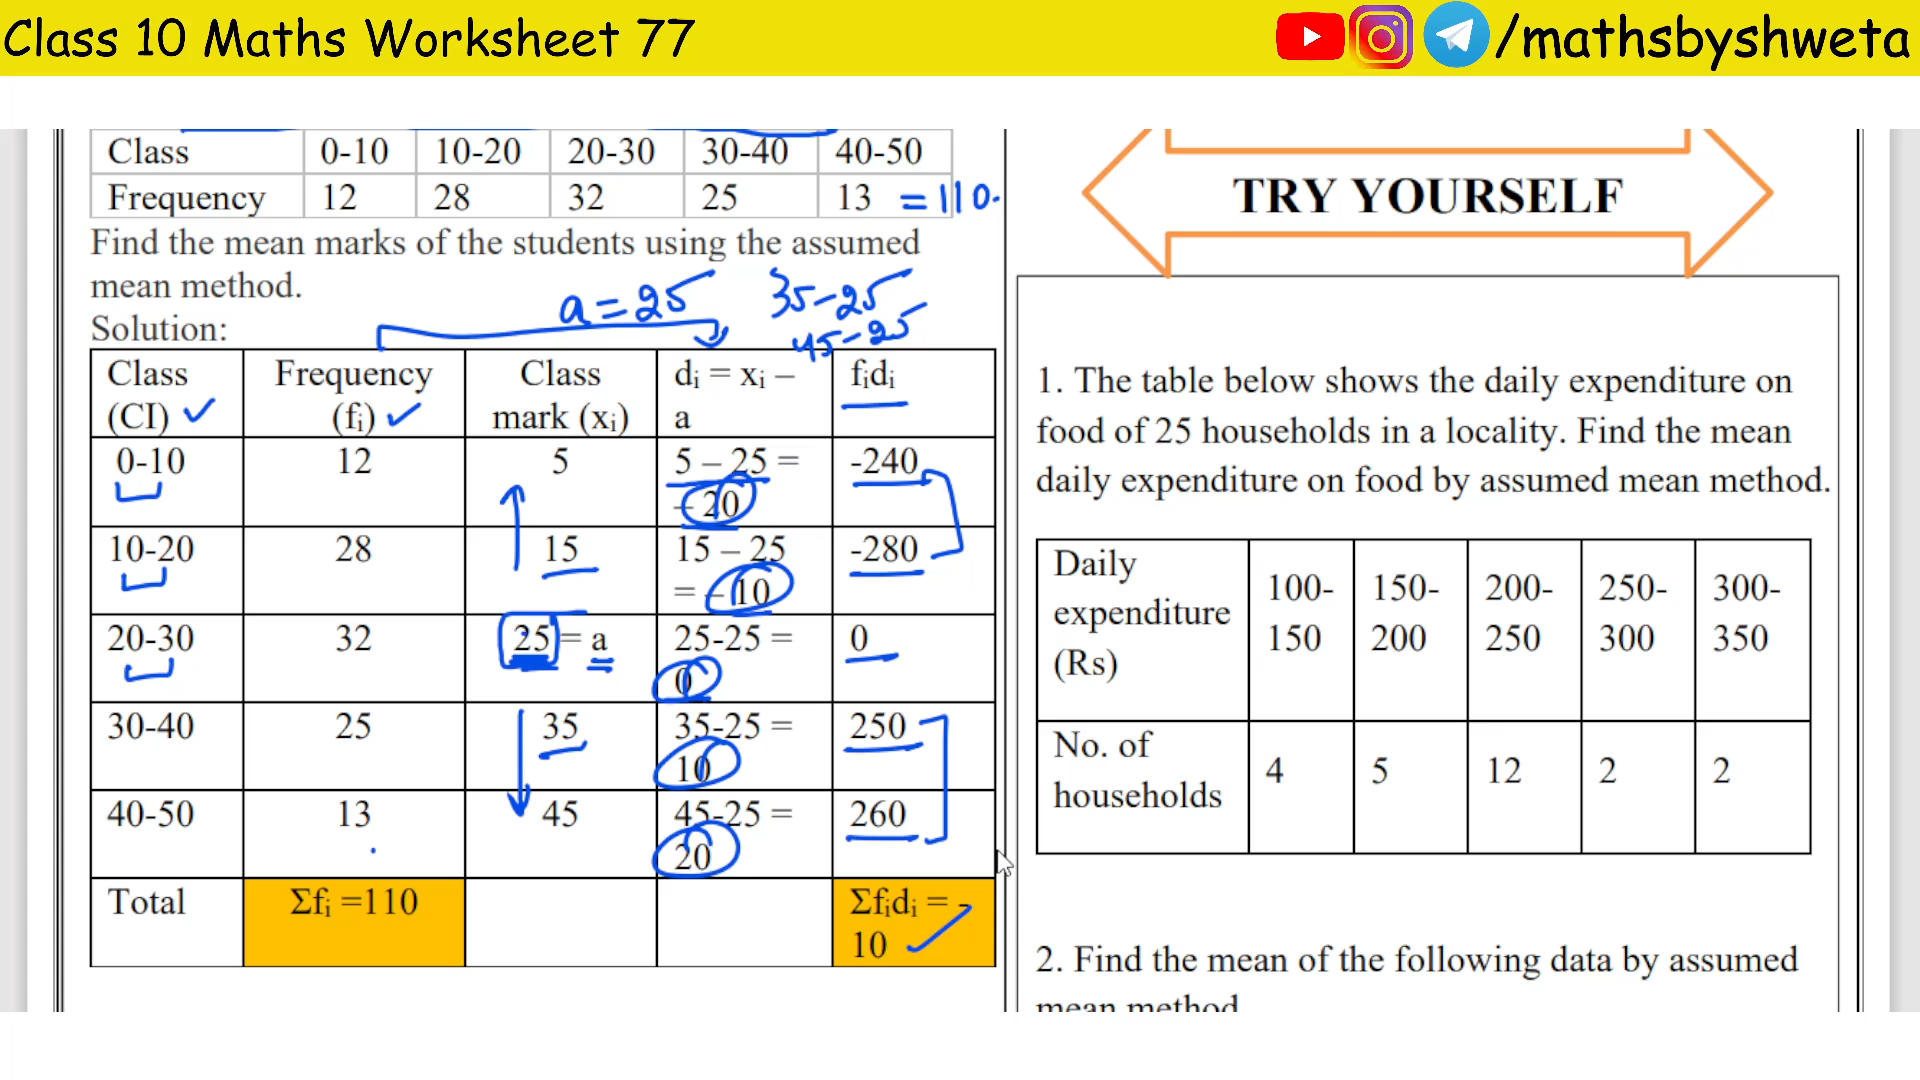 Class 10 Maths Worksheet 77
/mathsbyshweta
Class 0-10 10-20 20-30 30-40 40-50
Frequency 12 28 32 25 13 = 110.
Find the mean marks of the students using the assumed
mean method.
a = 25 35-25
Solution:
45-25
Class Frequency Class dᵢ = xᵢ – fᵢdᵢ
(CI) ✓ (fᵢ) ✓ mark (xᵢ) a
0-10 12 5 5 – 25 = -240
- 20
10-20 28 15 15 – 25 -280
= – 10
20-30 32 25 = a 25-25 = 0
0
30-40 25 35 35-25 = 250
10
40-50 13 45 45-25 = 260
20
Total Σfᵢ =110 Σfᵢdᵢ = -
10 ✓
TRY YOURSELF
1. The table below shows the daily expenditure on
food of 25 households in a locality. Find the mean
daily expenditure on food by assumed mean method.
Daily
expenditure
(Rs)
100-
150
150-
200
200-
250
250-
300
300-
350
No. of
households
4 5 12 2 2
2. Find the mean of the following data by assumed
mean method